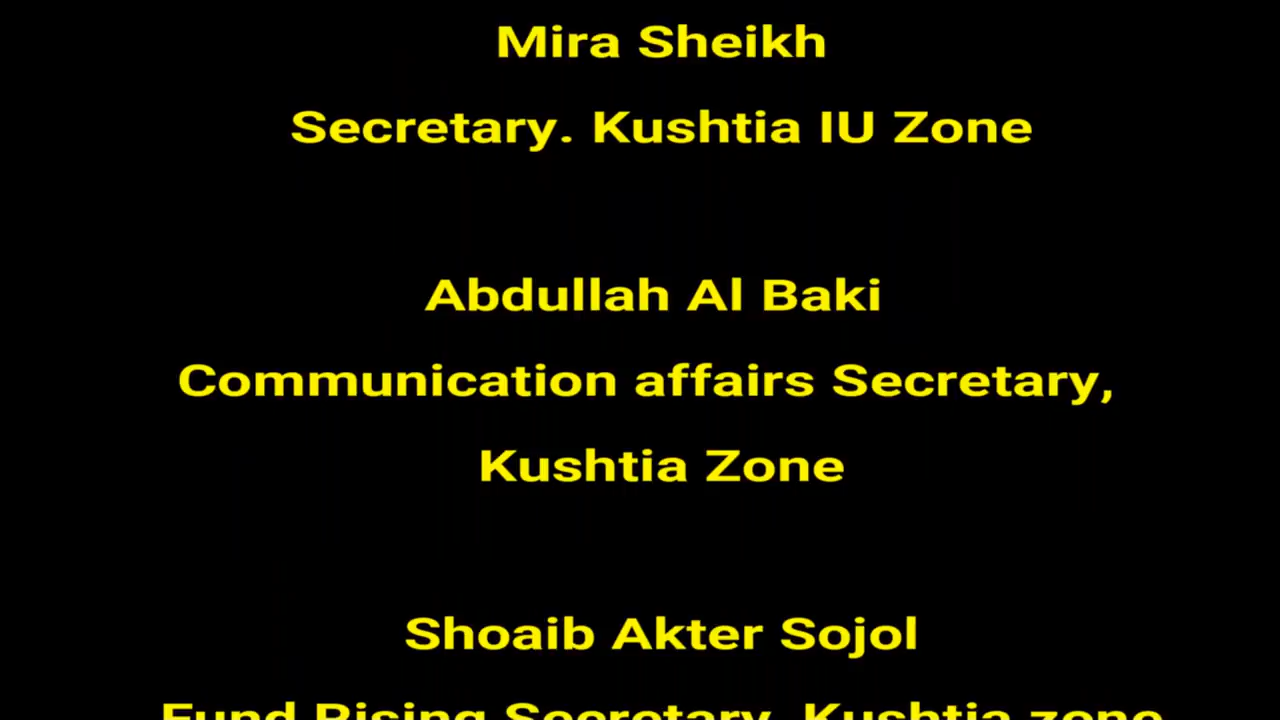 Mira Sheikh
Secretary. Kushtia IU Zone
Abdullah Al Baki
Communication affairs Secretary,
Kushtia Zone
Shoaib Akter Sojol
Fund Rising Secretary, Kushtia zone